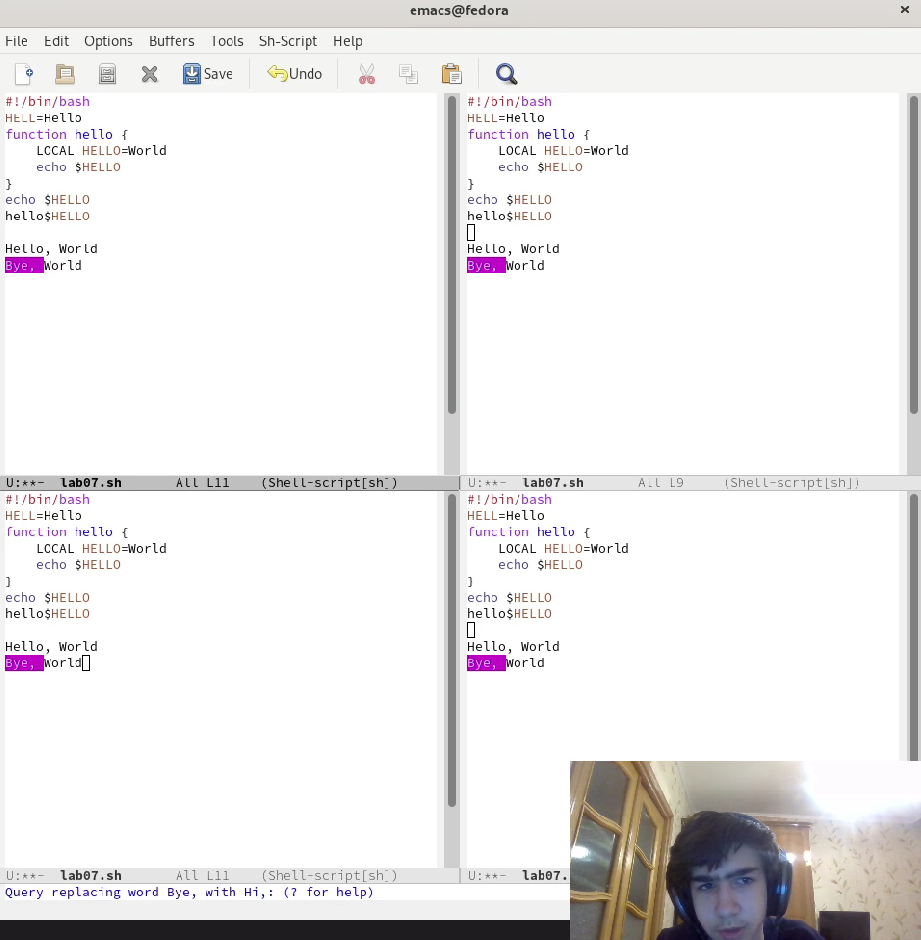 emacs@fedora
File Edit Options Buffers Tools Sh-Script Help
Save Undo
#!/bin/bash
HELL=Hello
function hello {
LOCAL HELLO=World
echo $HELLO
}
echo $HELLO
hello$HELLO
Hello, World
Bye, World
U:**- lab07.sh All L11 (Shell-script[sh])
#!/bin/bash
HELL=Hello
function hello {
LOCAL HELLO=World
echo $HELLO
}
echo $HELLO
hello$HELLO
Hello, World
Bye, World
U:**- lab07.sh All L9 (Shell-script[sh])
#!/bin/bash
HELL=Hello
function hello {
LOCAL HELLO=World
echo $HELLO
}
echo $HELLO
hello$HELLO
Hello, World
Bye, World
U:**- lab07.sh All L11 (Shell-script[sh])
#!/bin/bash
HELL=Hello
function hello {
LOCAL HELLO=World
echo $HELLO
}
echo $HELLO
hello$HELLO
Hello, World
Bye, World
U:**- lab07.
Query replacing word Bye, with Hi,: (? for help)